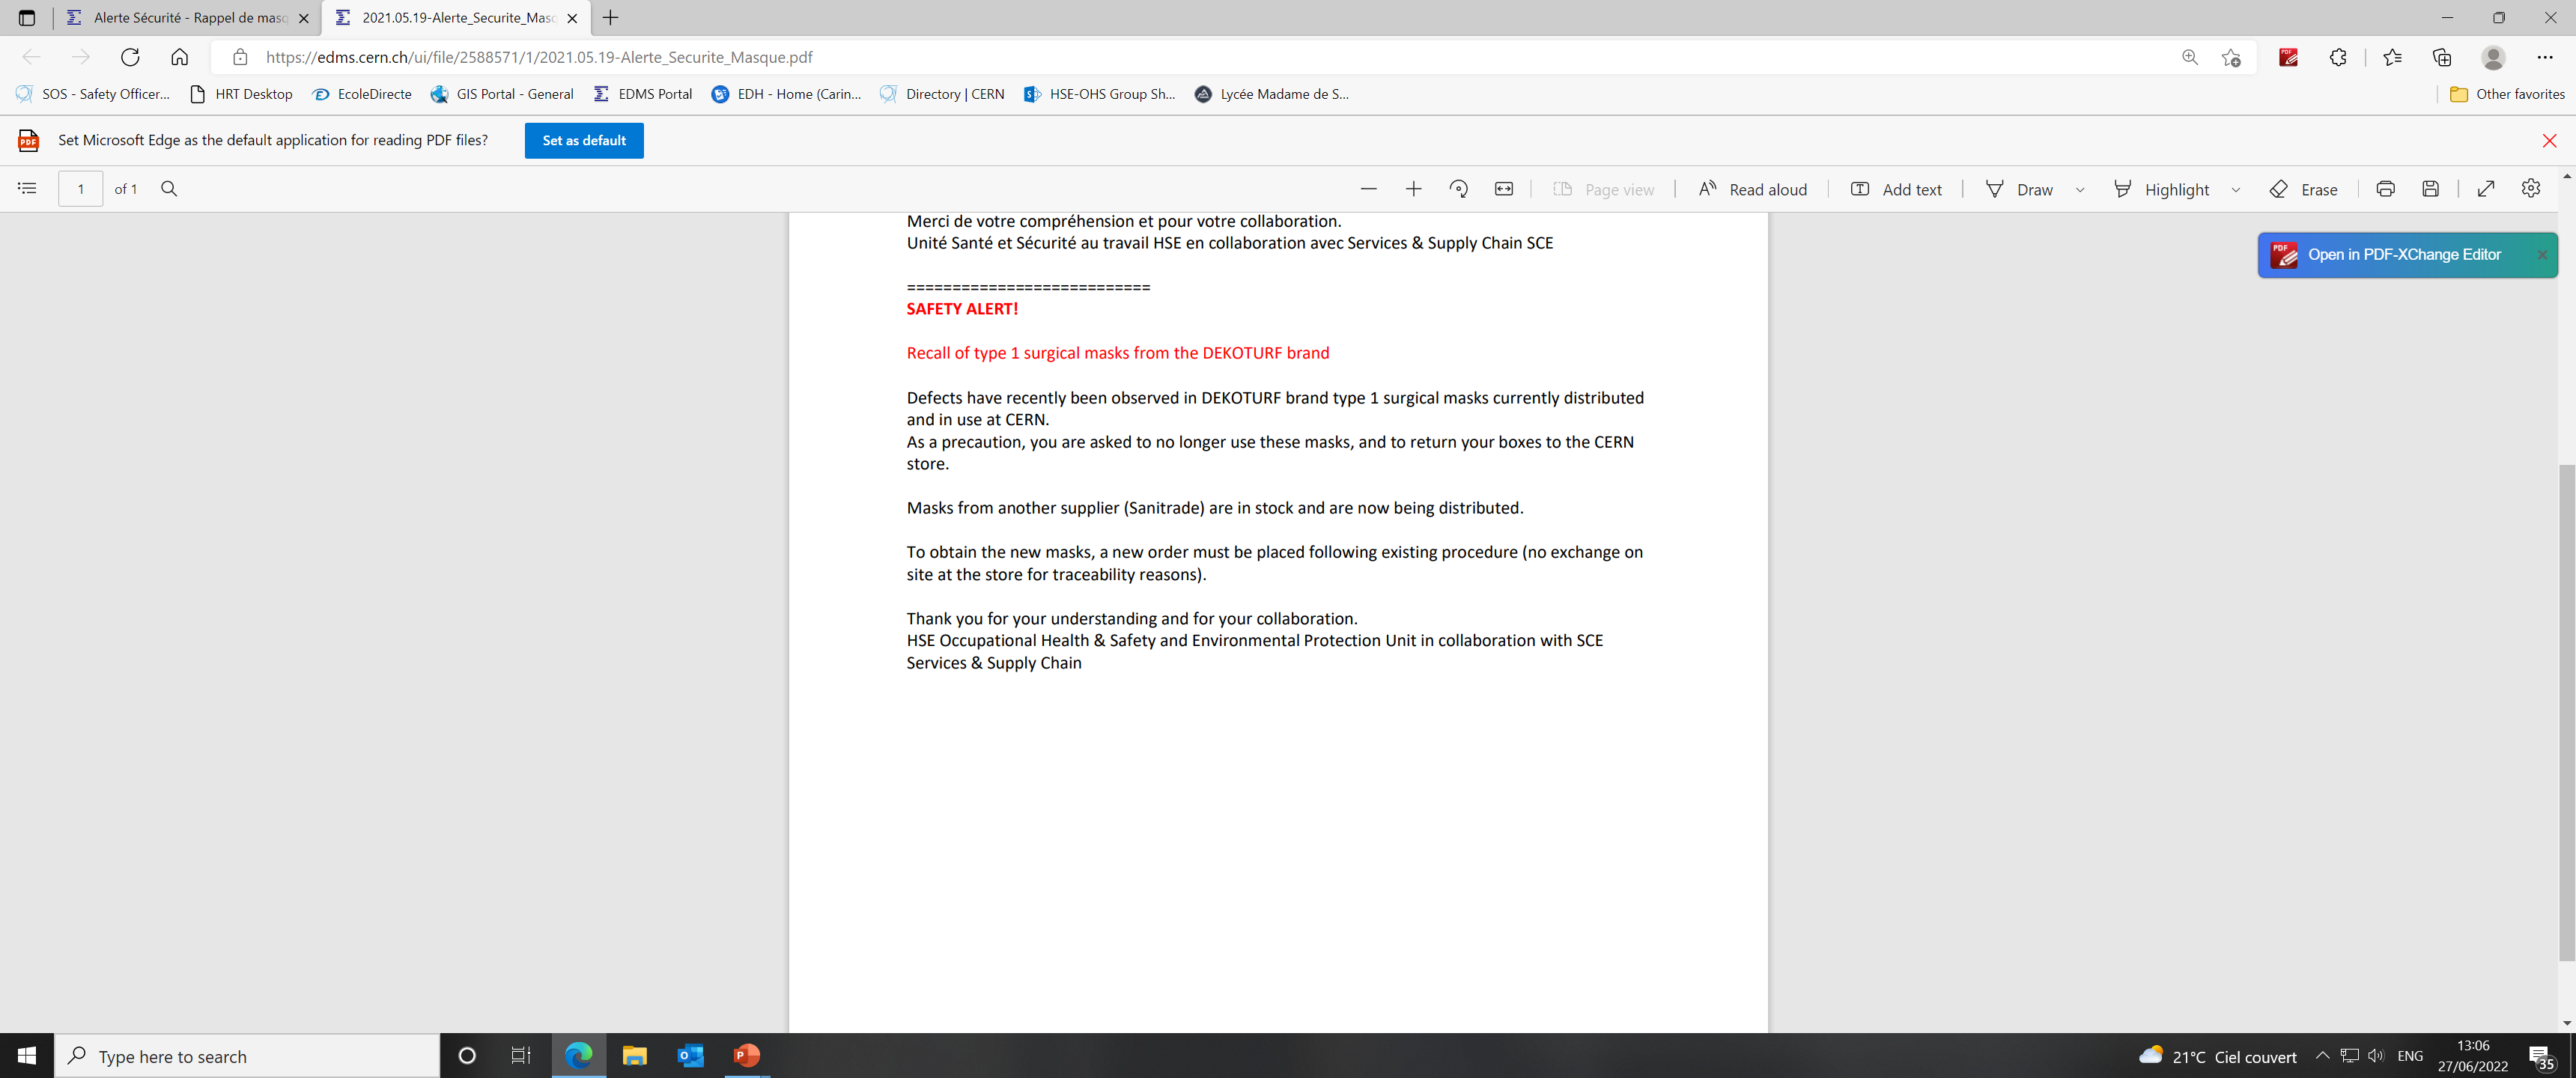 Alerte Sécurité - Rappel de masq
2021.05.19-Alerte_Securite_Masq
https://edms.cern.ch/ui/file/2588571/1/2021.05.19-Alerte_Securite_Masque.pdf
SOS - Safety Officer... HRT Desktop EcoleDirecte GIS Portal - General EDMS Portal EDH - Home (Carin... Directory | CERN HSE-OHS Group Sh... Lycée Madame de S... Other favorites
Set Microsoft Edge as the default application for reading PDF files? Set as default
1 of 1 Page view Read aloud Add text Draw Highlight Erase
Open in PDF-XChange Editor
Merci de votre compréhension et pour votre collaboration.
Unité Santé et Sécurité au travail HSE en collaboration avec Services & Supply Chain SCE
===========================
SAFETY ALERT!
Recall of type 1 surgical masks from the DEKOTURF brand
Defects have recently been observed in DEKOTURF brand type 1 surgical masks currently distributed
and in use at CERN.
As a precaution, you are asked to no longer use these masks, and to return your boxes to the CERN
store.
Masks from another supplier (Sanitrade) are in stock and are now being distributed.
To obtain the new masks, a new order must be placed following existing procedure (no exchange on
site at the store for traceability reasons).
Thank you for your understanding and for your collaboration.
HSE Occupational Health & Safety and Environmental Protection Unit in collaboration with SCE
Services & Supply Chain
Type here to search
21°C Ciel couvert ENG
13:06
27/06/2022
35